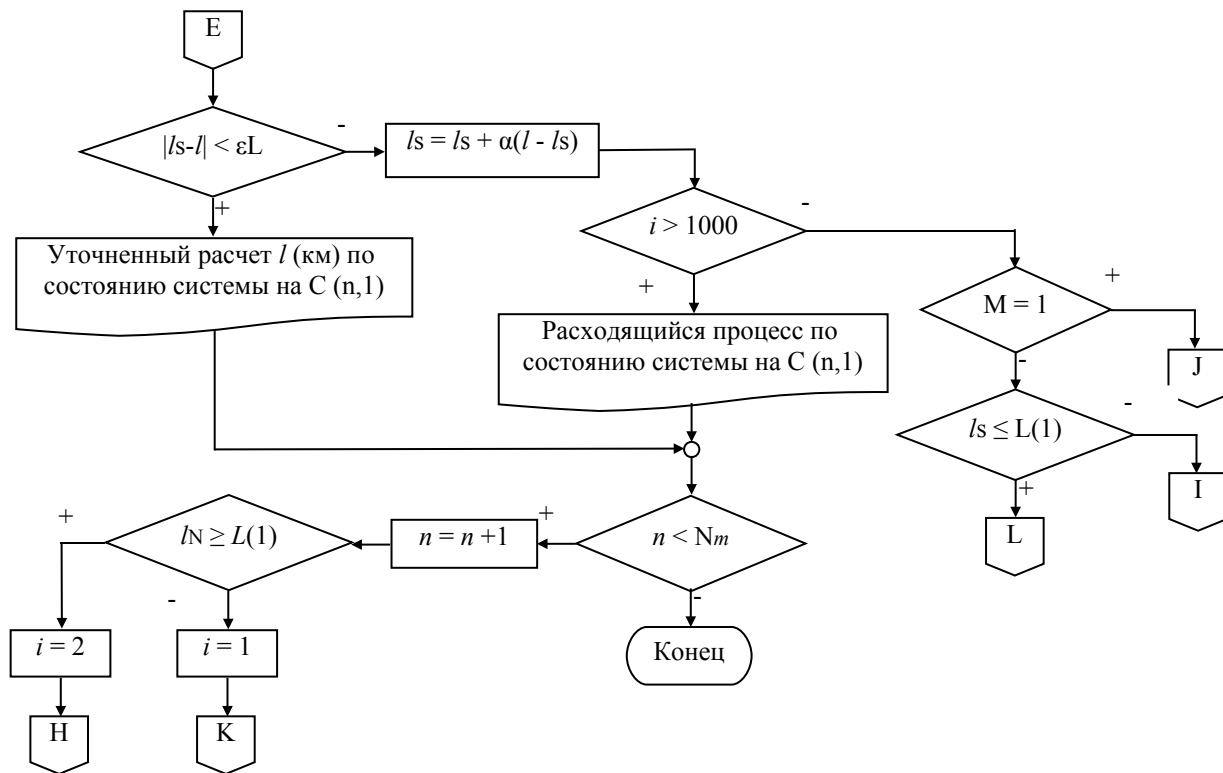 E
|ls-l| < εL
-
ls = ls + α(l - ls)
+
Уточненный расчет l (км) по
состоянию системы на С (n,1)
i > 1000
-
+
Расходящийся процесс по
состоянию системы на С (n,1)
M = 1
+
-
J
ls ≤ L(1)
-
+
I
L
n < Nm
+
-
n = n +1
lN ≥ L(1)
+
-
i = 2
i = 1
Конец
H
K